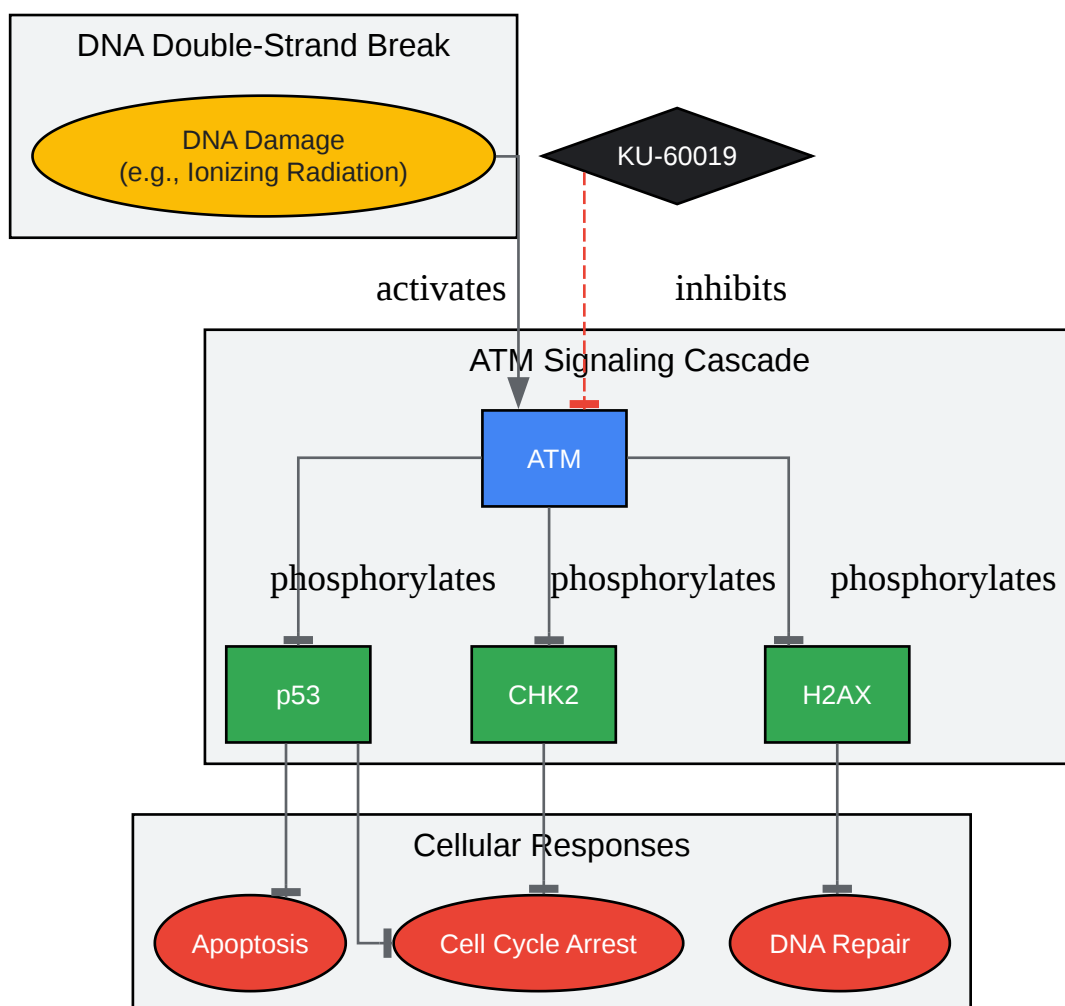 DNA Double-Strand Break
DNA Damage
(e.g., Ionizing Radiation)
KU-60019
activates
inhibits
ATM Signaling Cascade
ATM
phosphorylates
phosphorylates
phosphorylates
p53
CHK2
H2AX
Cellular Responses
Apoptosis
Cell Cycle Arrest
DNA Repair